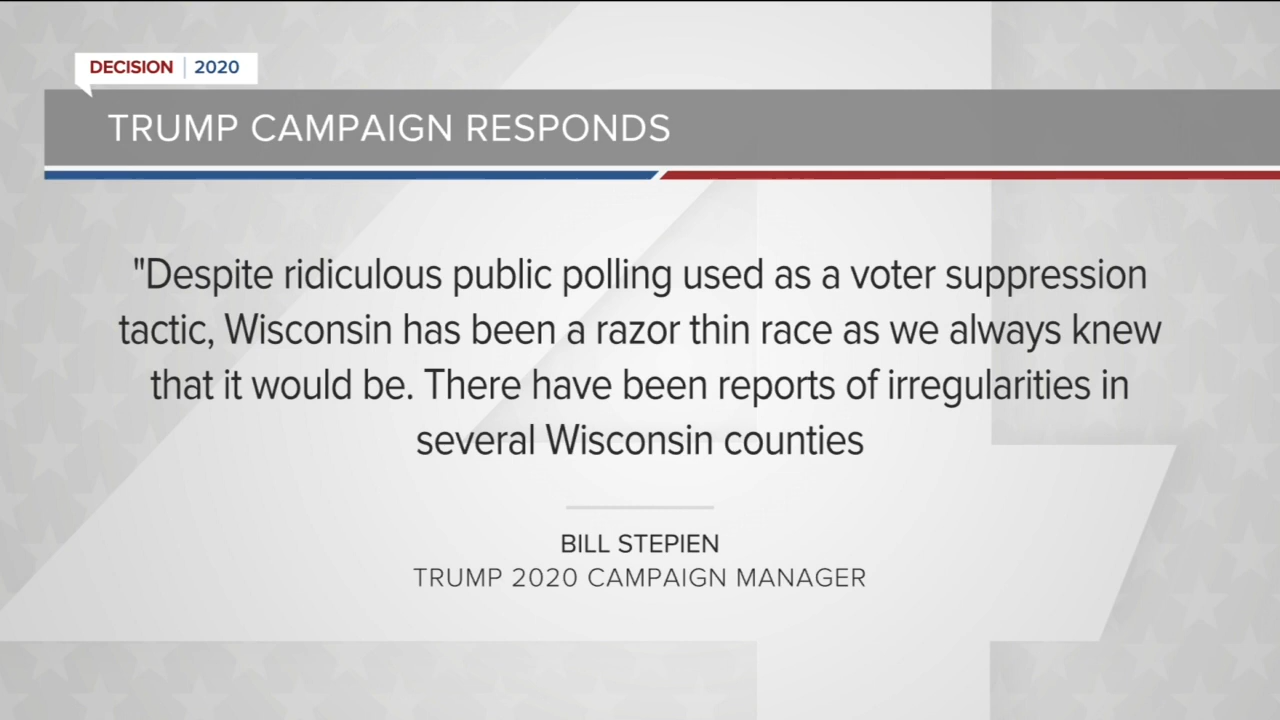 DECISION | 2020
TRUMP CAMPAIGN RESPONDS
"Despite ridiculous public polling used as a voter suppression
tactic, Wisconsin has been a razor thin race as we always knew
that it would be. There have been reports of irregularities in
several Wisconsin counties
BILL STEPIEN
TRUMP 2020 CAMPAIGN MANAGER